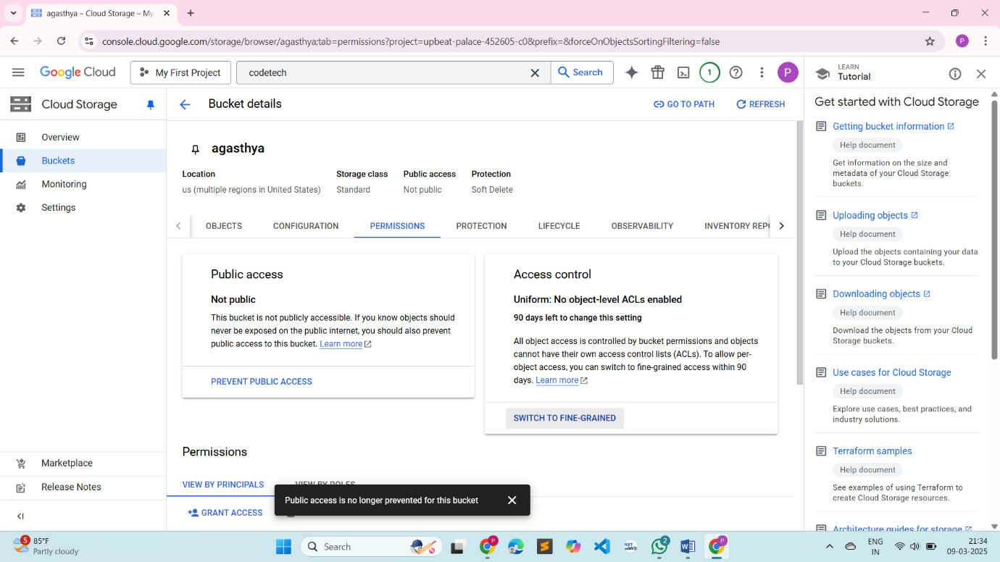 agasthya – Cloud Storage – My
console.cloud.google.com/storage/browser/agasthya;tab=permissions?project=upbeat-palace-452605-c0&prefix=&forceOnObjectsSortingFiltering=false
P
Google Cloud
My First Project
codetech
Search
1
P
LEARN
Tutorial
Cloud Storage
Overview
Buckets
Monitoring
Settings
Marketplace
Release Notes
Bucket details
GO TO PATH
REFRESH
agasthya
Location
Storage class
Public access
Protection
us (multiple regions in United States)
Standard
Not public
Soft Delete
OBJECTS
CONFIGURATION
PERMISSIONS
PROTECTION
LIFECYCLE
OBSERVABILITY
INVENTORY REPO
Public access
Not public
This bucket is not publicly accessible. If you know objects should
never be exposed on the public internet, you should also prevent
public access to this bucket. Learn more
PREVENT PUBLIC ACCESS
Access control
Uniform: No object-level ACLs enabled
90 days left to change this setting
All object access is controlled by bucket permissions and objects
cannot have their own access control lists (ACLs). To allow per-
object access, you can switch to fine-grained access within 90
days. Learn more
SWITCH TO FINE-GRAINED
Permissions
VIEW BY PRINCIPALS
VIEW BY ROLES
GRANT ACCESS
Public access is no longer prevented for this bucket
Get started with Cloud Storage
Getting bucket information
Help document
Get information on the size and
metadata of your Cloud Storage
buckets.
Uploading objects
Help document
Upload the objects containing your data
to your Cloud Storage buckets.
Downloading objects
Help document
Download the objects from your Cloud
Storage buckets.
Use cases for Cloud Storage
Help document
Explore use cases, best practices, and
industry solutions.
Terraform samples
Help document
See examples of using Terraform to
create Cloud Storage resources.
Architecture guides for storage
5
85°F
Partly cloudy
Search
P
NXT
WAVE
2
P
ENG
IN
21:34
09-03-2025